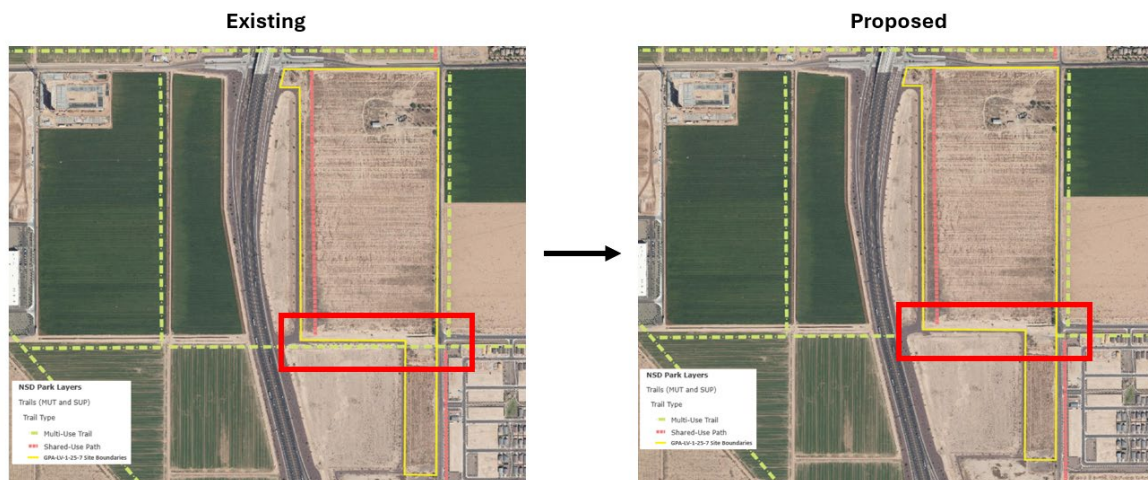 Existing
Proposed
NSD Park Layers
Trails (MUT and SUP)
Trail Type
Multi-Use Trail
Shared-Use Path
GPA-LV-1-25-7 Site Boundaries
NSD Park Layers
Trails (MUT and SUP)
Trail Type
Multi-Use Trail
Shared-Use Path
GPA-LV-1-25-7 Site Boundaries